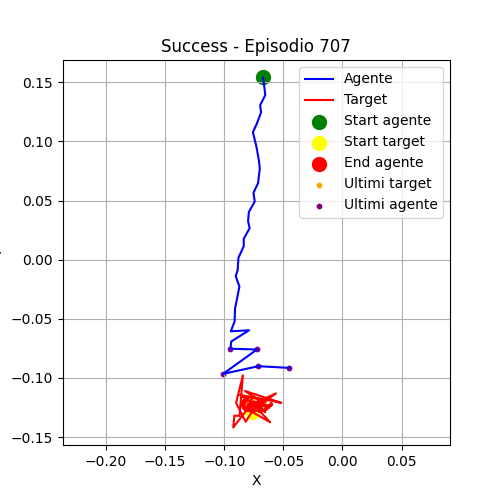 Success - Episodio 707
Agente
Target
Start agente
Start target
End agente
Ultimi target
Ultimi agente
0.15
0.10
0.05
0.00
−0.05
−0.10
−0.15
−0.20
−0.15
−0.10
−0.05
0.00
0.05
X